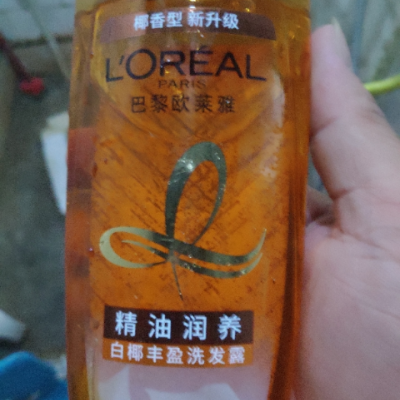 椰香型 新升级
L'ORÉAL
PARIS
巴黎欧莱雅
精油润养
白椰丰盈洗发露